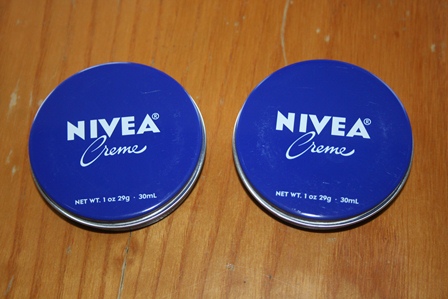 NIVEA®
Creme
NET WT. 1 oz 29g · 30mL
NIVEA®
Creme
NET WT. 1 oz 29g · 30mL